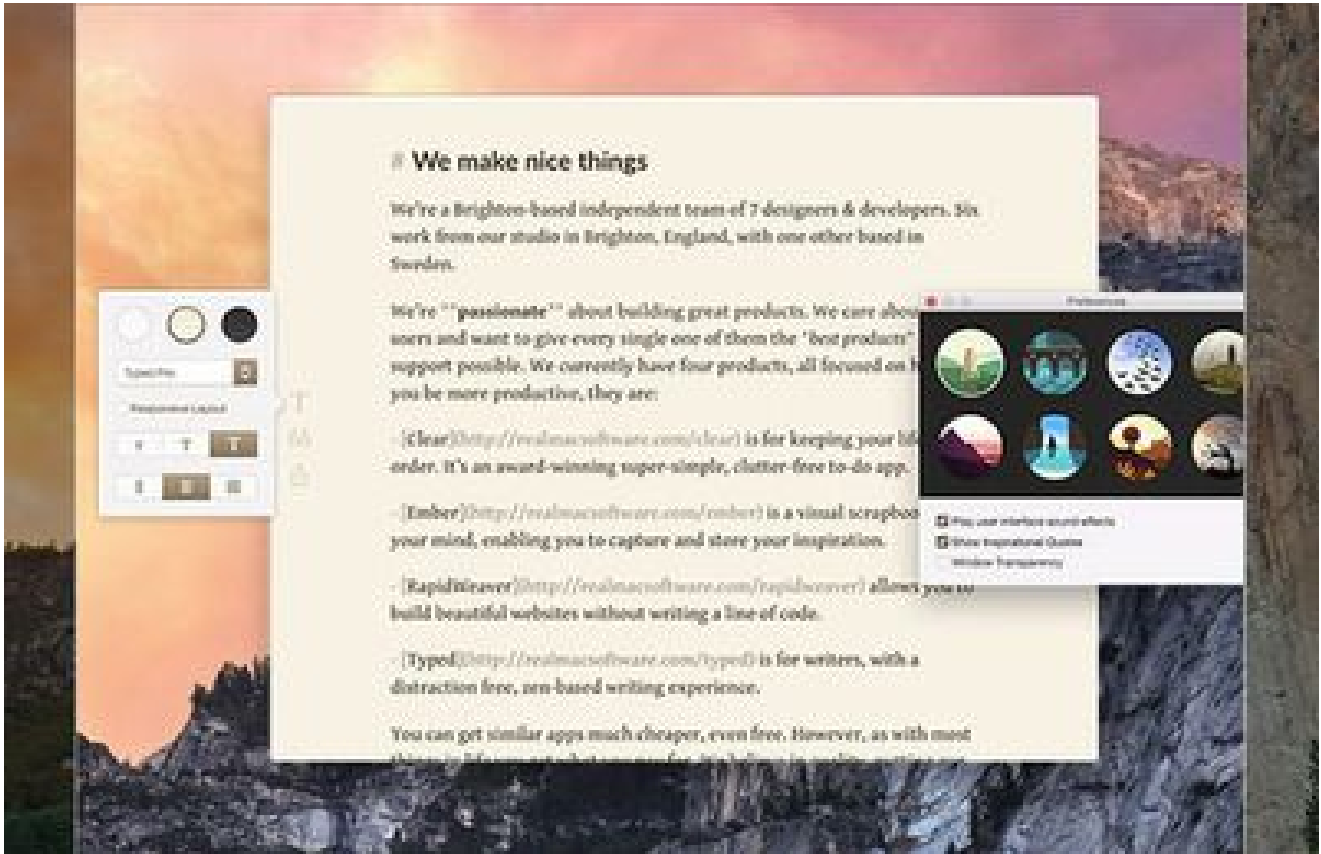 # We make nice things
We're a Brighton-based independent team of 7 designers & developers. Six
work from our studio in Brighton, England, with one other based in
Sweden.
We're **passionate** about building great products. We care abou
users and want to give every single one of them the *best products*
support possible. We currently have four products, all focused on h
you be more productive, they are:
- [Clear](http://realmacsoftware.com/clear) is for keeping your life
order. It's an award-winning super-simple, clutter-free to-do app.
- [Ember](http://realmacsoftware.com/ember) is a visual scrapboo
your mind, enabling you to capture and store your inspiration.
- [RapidWeaver](http://realmacsoftware.com/rapidweaver) allows you to
build beautiful websites without writing a line of code.
- [Typed](http://realmacsoftware.com/typed) is for writers, with a
distraction free, zen-based writing experience.
You can get similar apps much cheaper, even free. However, as with most
Responsive Layout
Preferences
Play user interface sound effects
Show Inspirational Quotes
Window Transparency